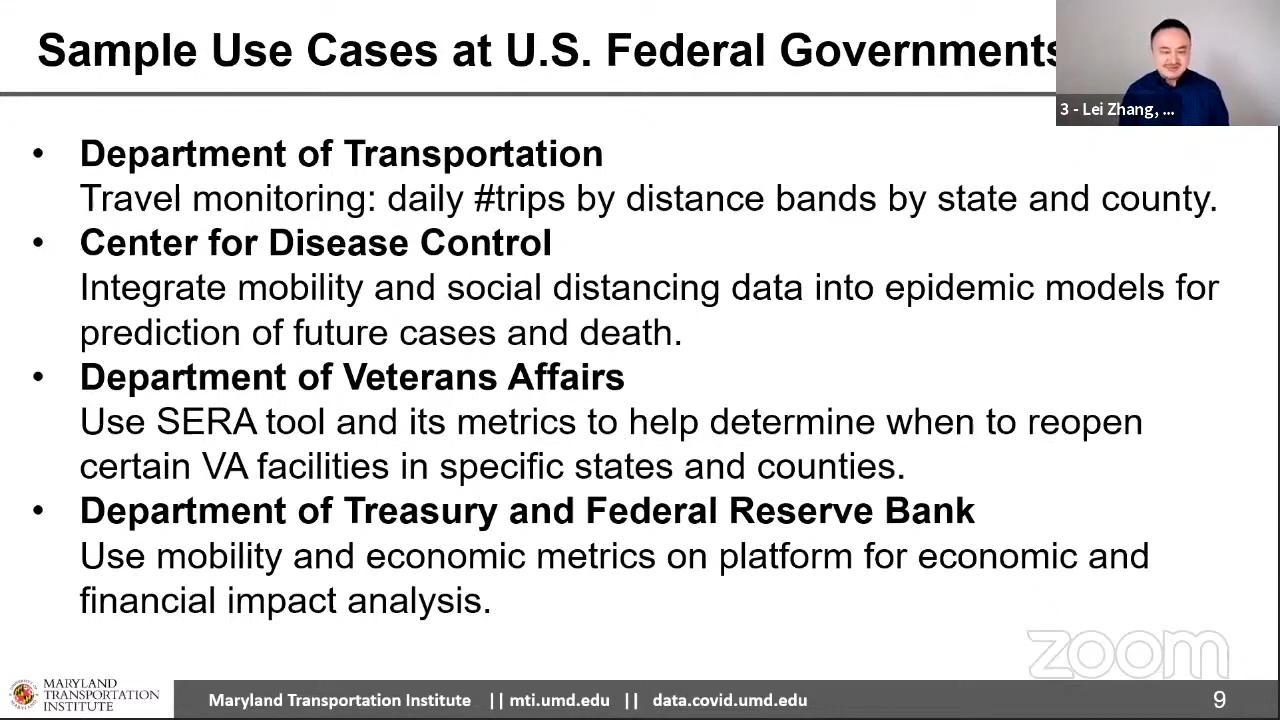 Sample Use Cases at U.S. Federal Governments
3 - Lei Zhang, ...
• Department of Transportation
Travel monitoring: daily #trips by distance bands by state and county.
• Center for Disease Control
Integrate mobility and social distancing data into epidemic models for
prediction of future cases and death.
• Department of Veterans Affairs
Use SERA tool and its metrics to help determine when to reopen
certain VA facilities in specific states and counties.
• Department of Treasury and Federal Reserve Bank
Use mobility and economic metrics on platform for economic and
financial impact analysis.
zoom
MARYLAND
TRANSPORTATION
INSTITUTE
Maryland Transportation Institute || mti.umd.edu || data.covid.umd.edu
9